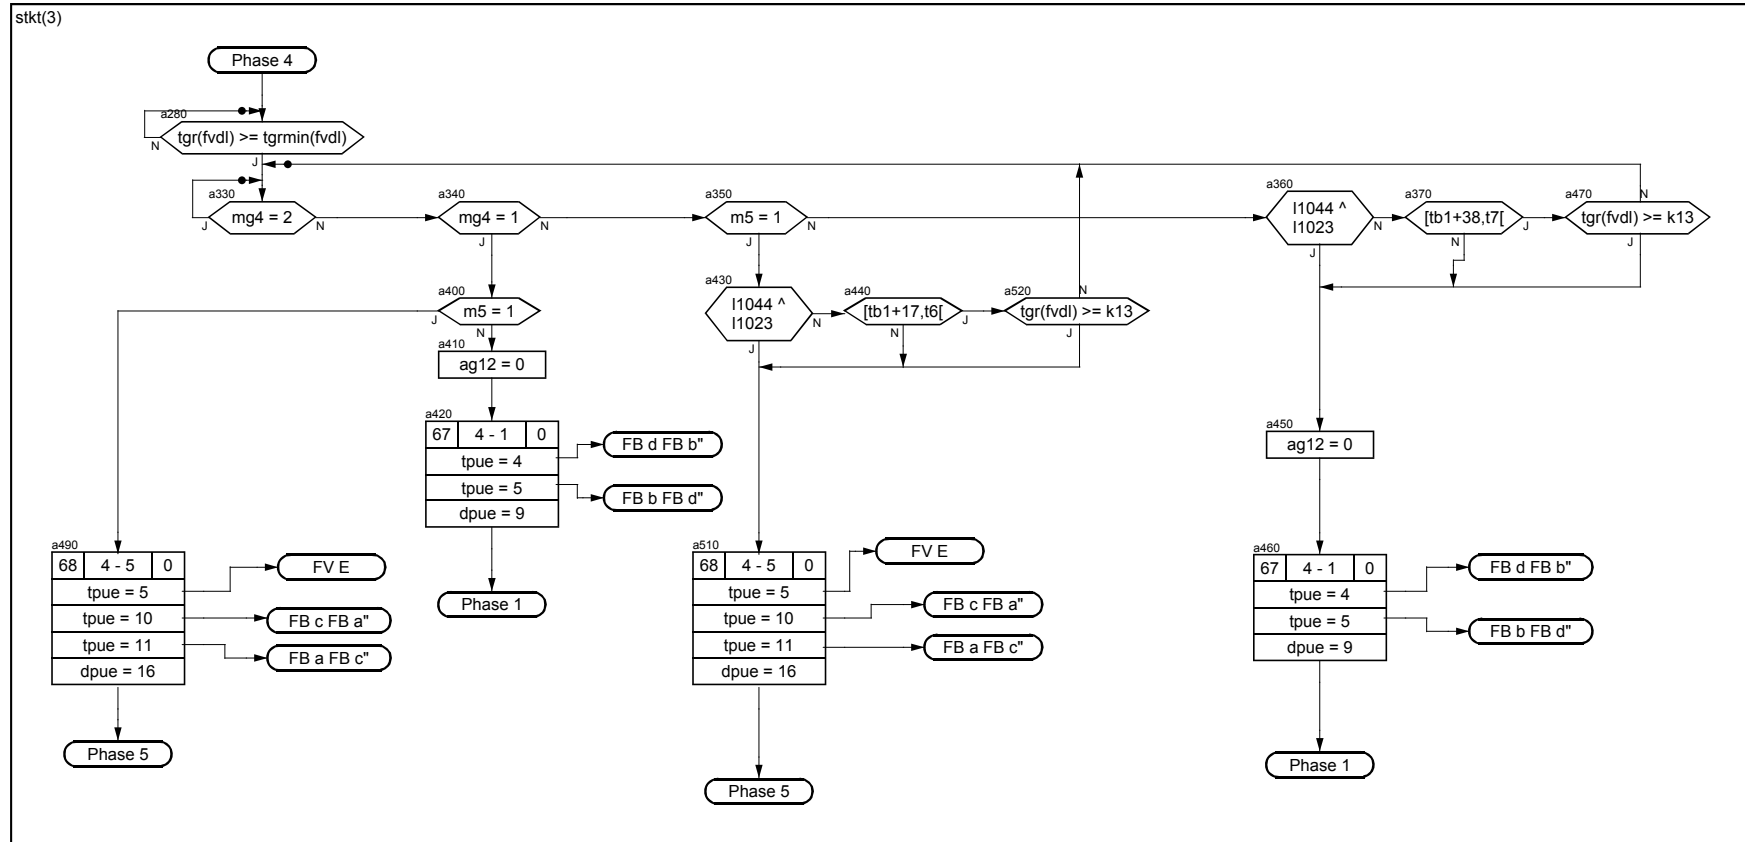 stkt(3)
Phase 4
a280
tgr(fvdl) >= tgrmin(fvdl)
N
J
a330
mg4 = 2
J
N
a340
mg4 = 1
N
J
a350
m5 = 1
N
J
a360
l1044 ^
l1023
N
J
a370
[tb1+38,t7[
J
N
a470
N
tgr(fvdl) >= k13
J
a400
m5 = 1
J
N
a430
l1044 ^
l1023
N
J
a440
[tb1+17,t6[
J
N
a520
N
tgr(fvdl) >= k13
J
a410
ag12 = 0
a420
67 4 - 1 0
tpue = 4
tpue = 5
dpue = 9
FB d FB b"
FB b FB d"
Phase 1
a450
ag12 = 0
a490
68 4 - 5 0
tpue = 5
tpue = 10
tpue = 11
dpue = 16
FV E
FB c FB a"
FB a FB c"
Phase 5
a510
68 4 - 5 0
tpue = 5
tpue = 10
tpue = 11
dpue = 16
FV E
FB c FB a"
FB a FB c"
Phase 5
a460
67 4 - 1 0
tpue = 4
tpue = 5
dpue = 9
FB d FB b"
FB b FB d"
Phase 1